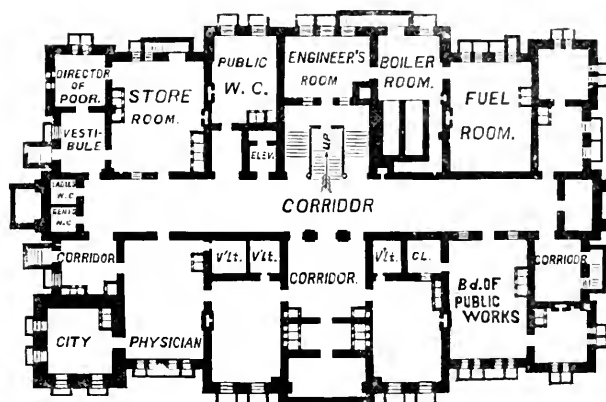 DIRECTOR
OF
POOR.
STORE
ROOM.
PUBLIC
W. C.
ENGINEER'S
ROOM
BOILER
ROOM.
FUEL
ROOM.
VESTI-
BULE
ELEV.
UP
LADIES
W.C
GENTS
W.C
CORRIDOR
CORRIDOR
V'Lt.
V'Lt.
CORRIDOR.
V'Lt.
CL.
Bd. OF
PUBLIC
WORKS
CORRIDOR
CITY
PHYSICIAN